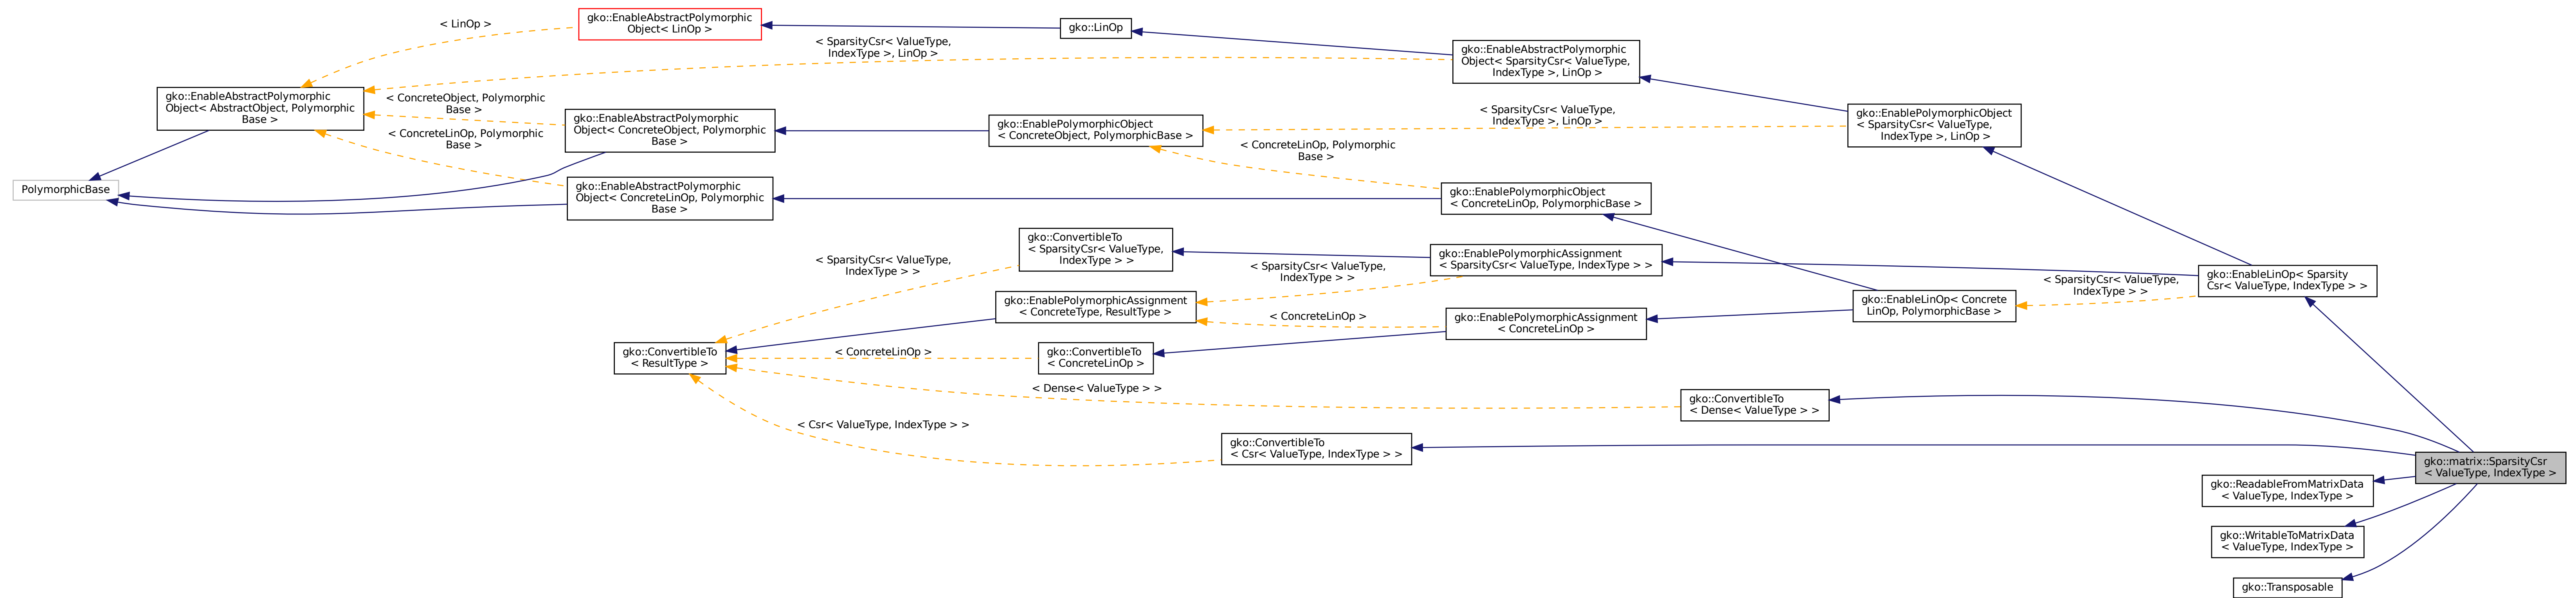 < LinOp >
gko::EnableAbstractPolymorphic
Object< LinOp >
gko::LinOp
< SparsityCsr< ValueType,
IndexType >, LinOp >
gko::EnableAbstractPolymorphic
Object< SparsityCsr< ValueType,
IndexType >, LinOp >
gko::EnableAbstractPolymorphic
Object< AbstractObject, Polymorphic
Base >
< ConcreteObject, Polymorphic
Base >
< ConcreteLinOp, Polymorphic
Base >
gko::EnableAbstractPolymorphic
Object< ConcreteObject, Polymorphic
Base >
gko::EnablePolymorphicObject
< ConcreteObject, PolymorphicBase >
< SparsityCsr< ValueType,
IndexType >, LinOp >
gko::EnablePolymorphicObject
< SparsityCsr< ValueType,
IndexType >, LinOp >
< ConcreteLinOp, Polymorphic
Base >
PolymorphicBase
gko::EnableAbstractPolymorphic
Object< ConcreteLinOp, Polymorphic
Base >
gko::EnablePolymorphicObject
< ConcreteLinOp, PolymorphicBase >
< SparsityCsr< ValueType,
IndexType > >
gko::ConvertibleTo
< SparsityCsr< ValueType,
IndexType > >
< SparsityCsr< ValueType,
IndexType > >
gko::EnablePolymorphicAssignment
< SparsityCsr< ValueType, IndexType > >
< SparsityCsr< ValueType,
IndexType > >
gko::EnableLinOp< Sparsity
Csr< ValueType, IndexType > >
gko::EnablePolymorphicAssignment
< ConcreteType, ResultType >
< ConcreteLinOp >
gko::EnablePolymorphicAssignment
< ConcreteLinOp >
gko::EnableLinOp< Concrete
LinOp, PolymorphicBase >
gko::ConvertibleTo
< ResultType >
< ConcreteLinOp >
gko::ConvertibleTo
< ConcreteLinOp >
< Dense< ValueType > >
gko::ConvertibleTo
< Dense< ValueType > >
< Csr< ValueType, IndexType > >
gko::ConvertibleTo
< Csr< ValueType, IndexType > >
gko::matrix::SparsityCsr
< ValueType, IndexType >
gko::ReadableFromMatrixData
< ValueType, IndexType >
gko::WritableToMatrixData
< ValueType, IndexType >
gko::Transposable